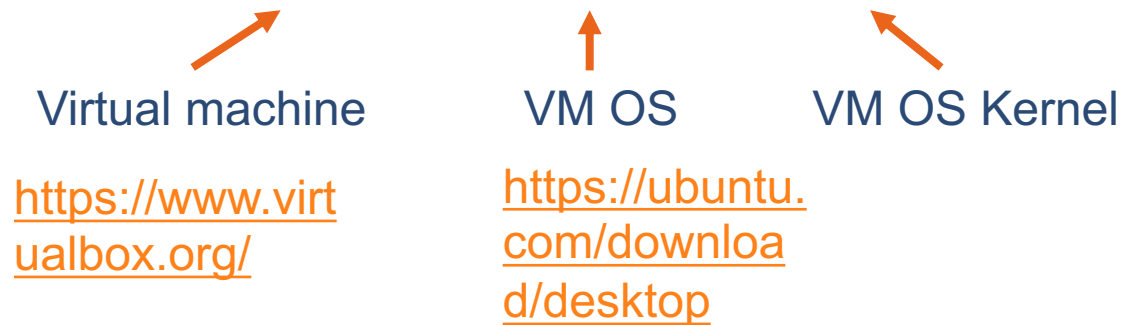 Virtual machine
VM OS
VM OS Kernel
https://www.virt
ualbox.org/
https://ubuntu.
com/downloa
d/desktop